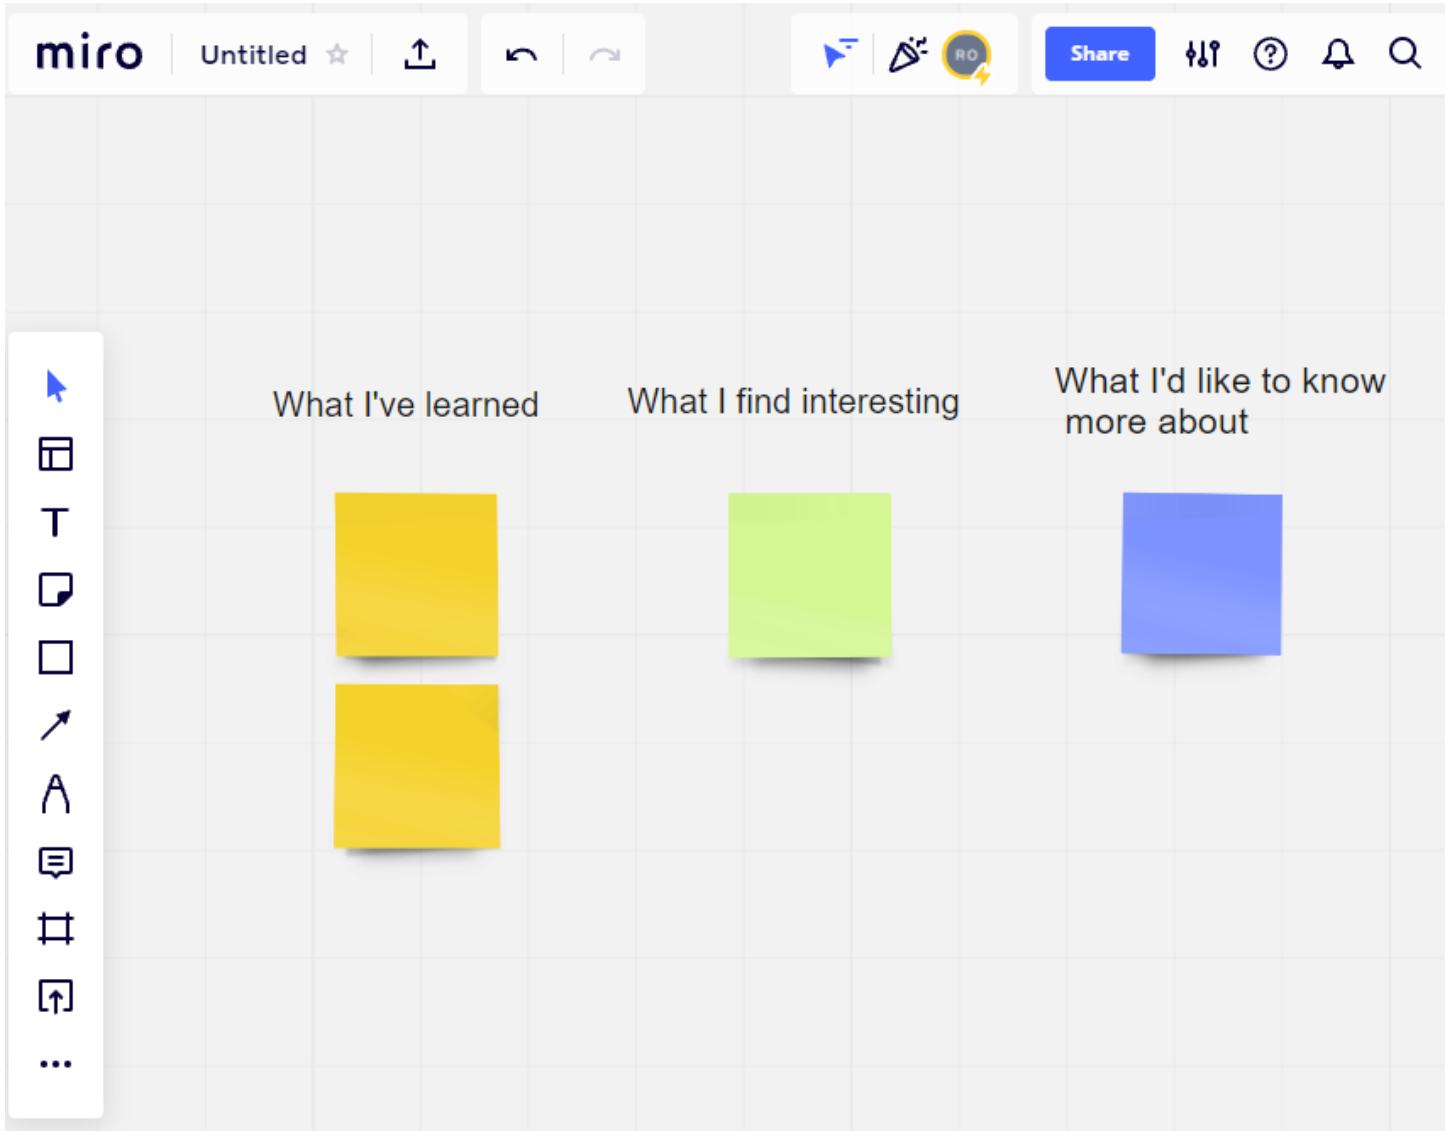 miro
Untitled
RO
Share
What I've learned
What I find interesting
What I'd like to know
more about